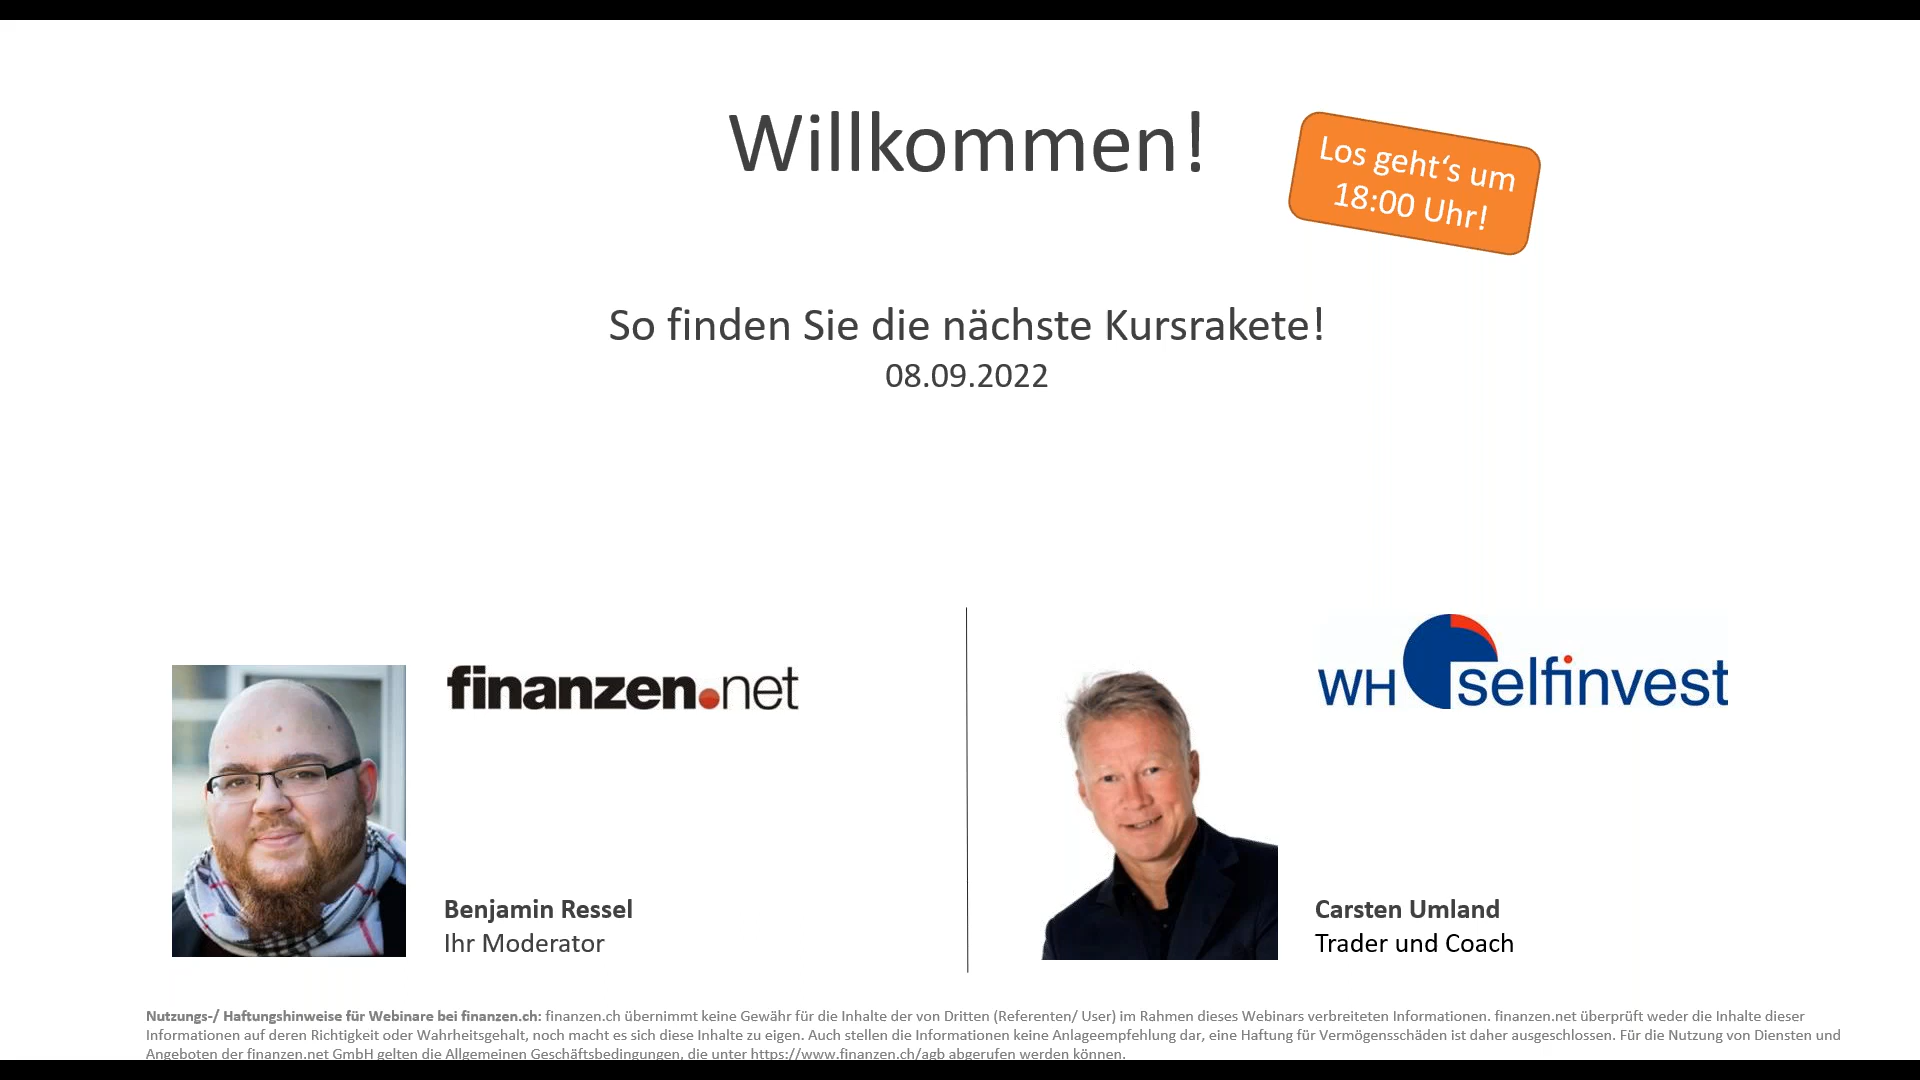 Willkommen!
Los geht‘s um
18:00 Uhr!
So finden Sie die nächste Kursrakete!
08.09.2022
finanzen.net
WH selfinvest
Benjamin Ressel
Ihr Moderator
Carsten Umland
Trader und Coach
Nutzungs-/ Haftungshinweise für Webinare bei finanzen.ch: finanzen.ch übernimmt keine Gewähr für die Inhalte der von Dritten (Referenten/ User) im Rahmen dieses Webinars verbreiteten Informationen. finanzen.net überprüft weder die Inhalte dieser
Informationen auf deren Richtigkeit oder Wahrheitsgehalt, noch macht es sich diese Inhalte zu eigen. Auch stellen die Informationen keine Anlageempfehlung dar, eine Haftung für Vermögensschäden ist daher ausgeschlossen. Für die Nutzung von Diensten und
Angeboten der finanzen.net GmbH gelten die Allgemeinen Geschäftsbedingungen, die unter https://www.finanzen.ch/agb abgerufen werden können.